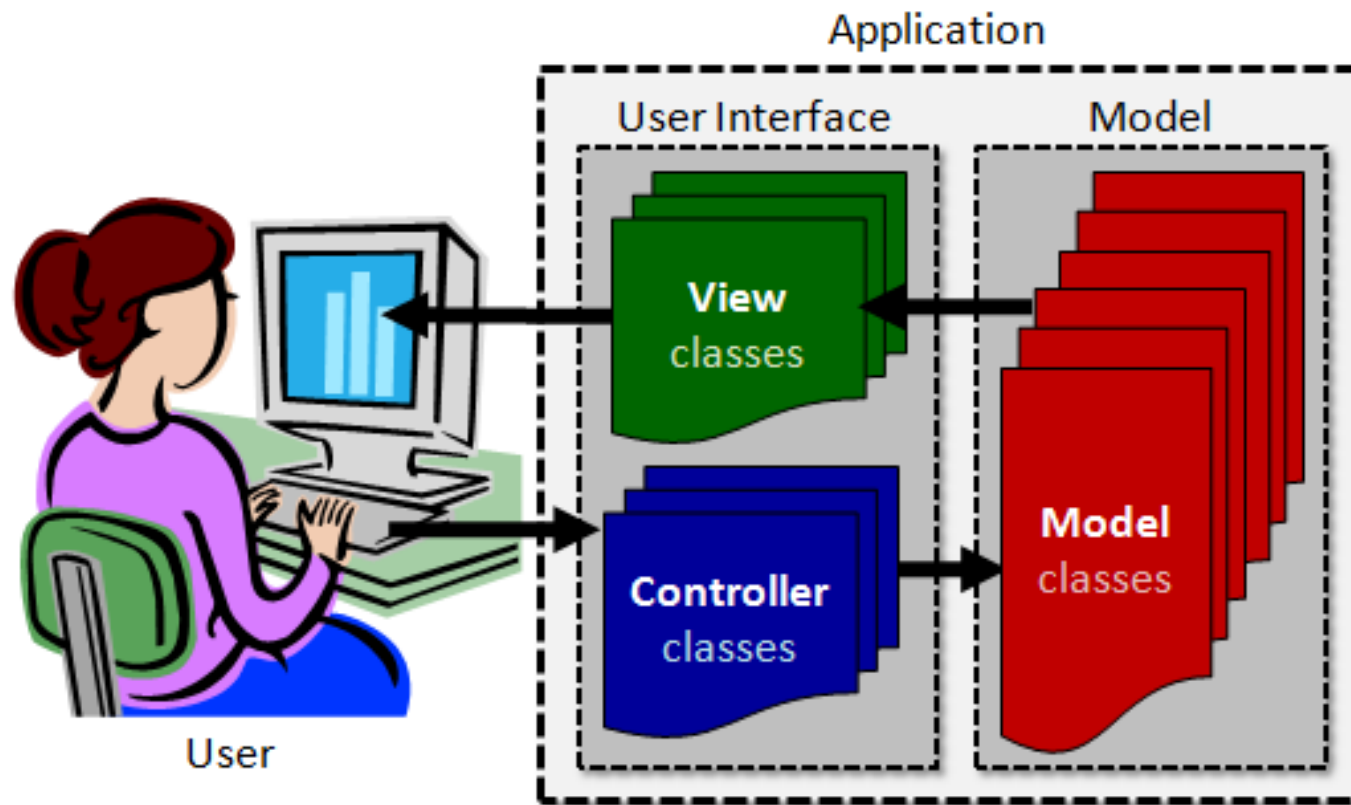 Application
User Interface
Model
View
classes
Controller
classes
Model
classes
User